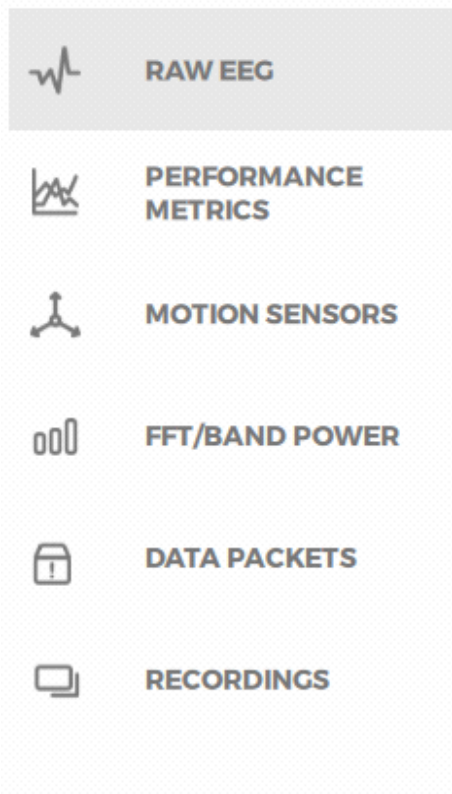 RAW EEG
PERFORMANCE
METRICS
MOTION SENSORS
FFT/BAND POWER
DATA PACKETS
RECORDINGS